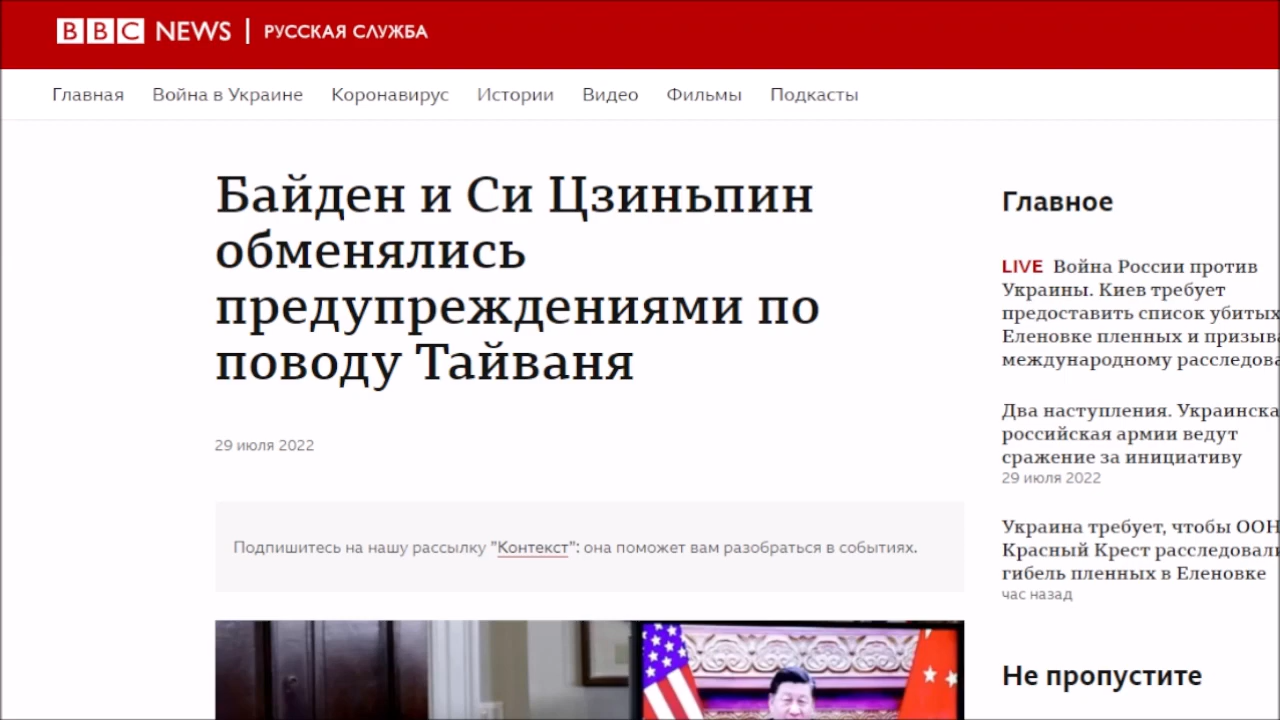 BBC NEWS | РУССКАЯ СЛУЖБА
Главная Война в Украине Коронавирус Истории Видео Фильмы Подкасты
Байден и Си Цзиньпин
обменялись
предупреждениями по
поводу Тайваня
29 июля 2022
Подпишитесь на нашу рассылку "Контекст": она поможет вам разобраться в событиях.
Главное
LIVE Война России против
Украины. Киев требует
предоставить список убитых
Еленовке пленных и призыва
международному расследова
Два наступления. Украинска
российская армии ведут
сражение за инициативу
29 июля 2022
Украина требует, чтобы ООН
Красный Крест расследовали
гибель пленных в Еленовке
час назад
Не пропустите